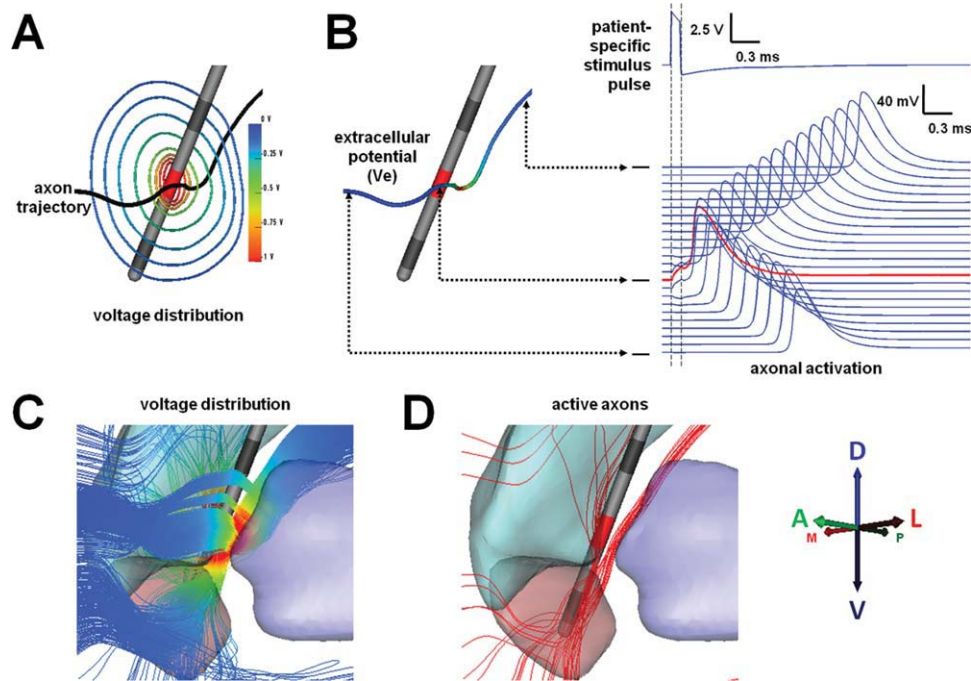 A
0 V
-0.25 V
-0.5 V
-0.75 V
-1 V
axon
trajectory
voltage distribution
B
extracellular
potential
(Ve)
patient-
specific
stimulus
pulse
2.5 V
0.3 ms
40 mV
0.3 ms
axonal activation
C
voltage distribution
D
active axons
D
A
L
M
P
V